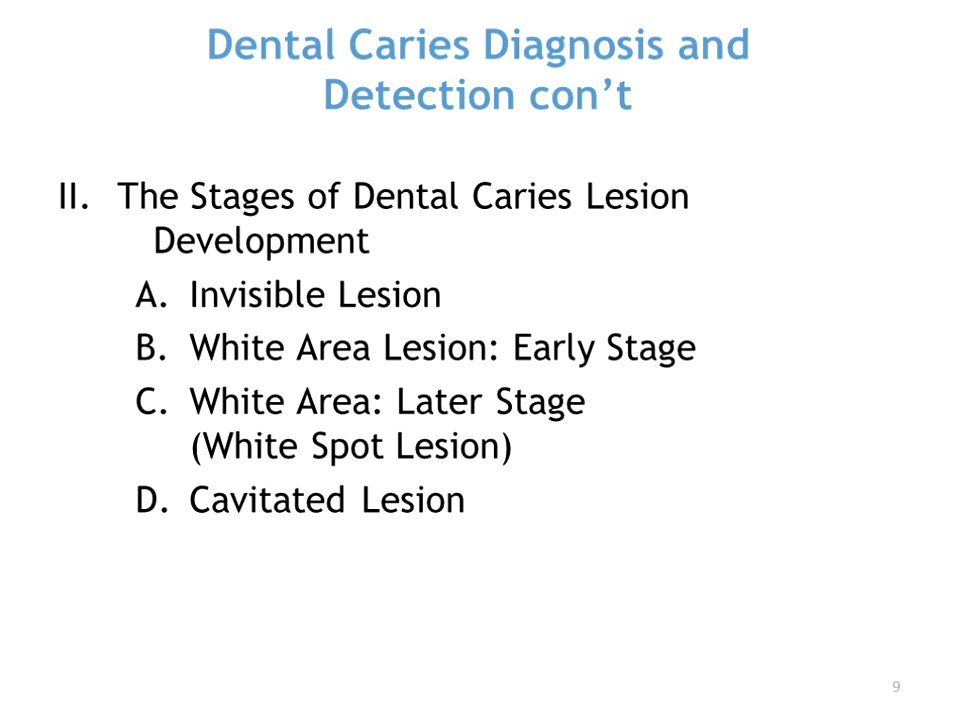 Dental Caries Diagnosis and
Detection con’t
II. The Stages of Dental Caries Lesion
Development
A. Invisible Lesion
B. White Area Lesion: Early Stage
C. White Area: Later Stage
(White Spot Lesion)
D. Cavitated Lesion
9